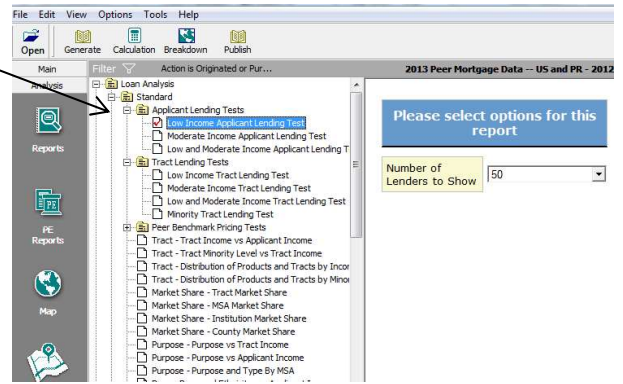 File Edit View Options Tools Help
Open Generate Calculation Breakdown Publish
Main Filter Action is Originated or Pur... 2013 Peer Mortgage Data -- US and PR - 2012
Analysis
Reports
PE
PE Reports
Map
Loan Analysis
Standard
Applicant Lending Tests
Low Income Applicant Lending Test
Moderate Income Applicant Lending Test
Low and Moderate Income Applicant Lending T
Tract Lending Tests
Low Income Tract Lending Test
Moderate Income Tract Lending Test
Low and Moderate Income Tract Lending Test
Minority Tract Lending Test
Peer Benchmark Pricing Tests
Tract - Tract Income vs Applicant Income
Tract - Tract Minority Level vs Tract Income
Tract - Distribution of Products and Tracts by Incor
Tract - Distribution of Products and Tracts by Minor
Market Share - Tract Market Share
Market Share - MSA Market Share
Market Share - Institution Market Share
Market Share - County Market Share
Purpose - Purpose vs Tract Income
Purpose - Purpose vs Applicant Income
Purpose - Purpose and Type By MSA
Please select options for this
report
Number of
Lenders to Show 50